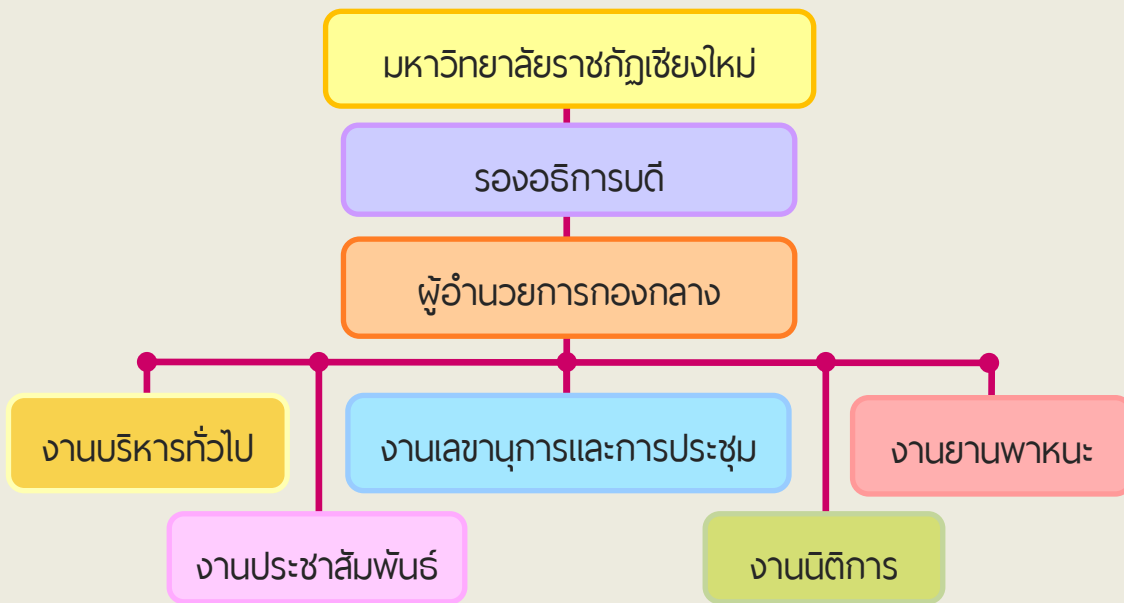 มหาวิทยาลัยราชภัฏเชียงใหม่
รองอธิการบดี
ผู้อำนวยการกองกลาง
งานบริหารทั่วไป
งานเลขานุการและการประชุม
งานยานพาหนะ
งานประชาสัมพันธ์
งานนิติการ